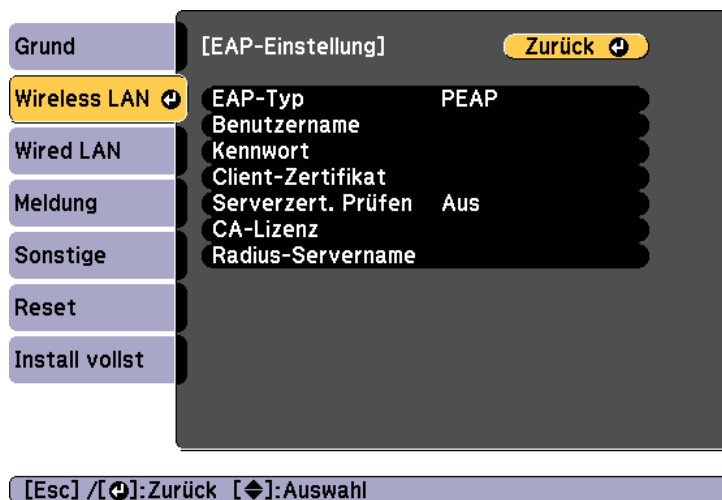 Grund
Wireless LAN
Wired LAN
Meldung
Sonstige
Reset
Install vollst
[EAP-Einstellung] Zurück
EAP-Typ PEAP
Benutzername
Kennwort
Client-Zertifikat
Serverzert. Prüfen Aus
CA-Lizenz
Radius-Servername
[Esc] /[⏎]:Zurück [◆]:Auswahl